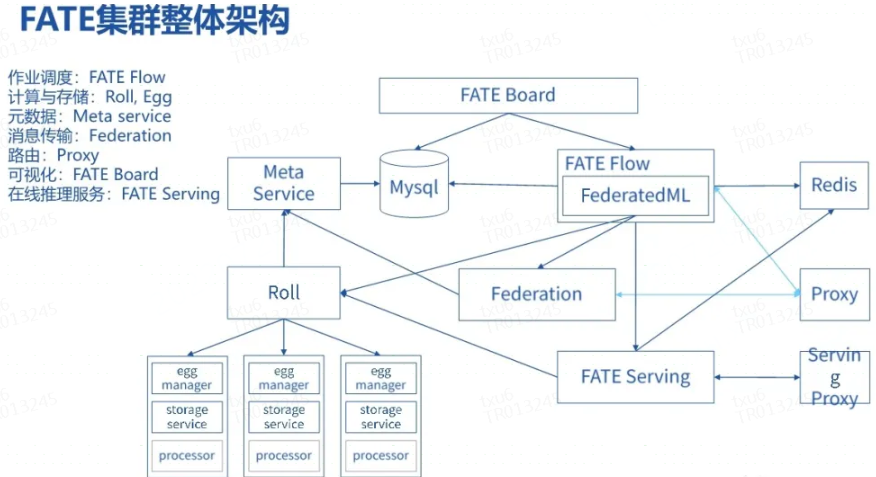 FATE集群整体架构
作业调度：FATE Flow
计算与存储：Roll, Egg
元数据：Meta service
消息传输：Federation
路由：Proxy
可视化：FATE Board
在线推理服务：FATE Serving
FATE Board
Meta
Service
Mysql
FATE Flow
FederatedML
Redis
Roll
Federation
Proxy
FATE Serving
Servin
g
Proxy
egg
manager
storage
service
processor
egg
manager
storage
service
processor
egg
manager
storage
service
processor